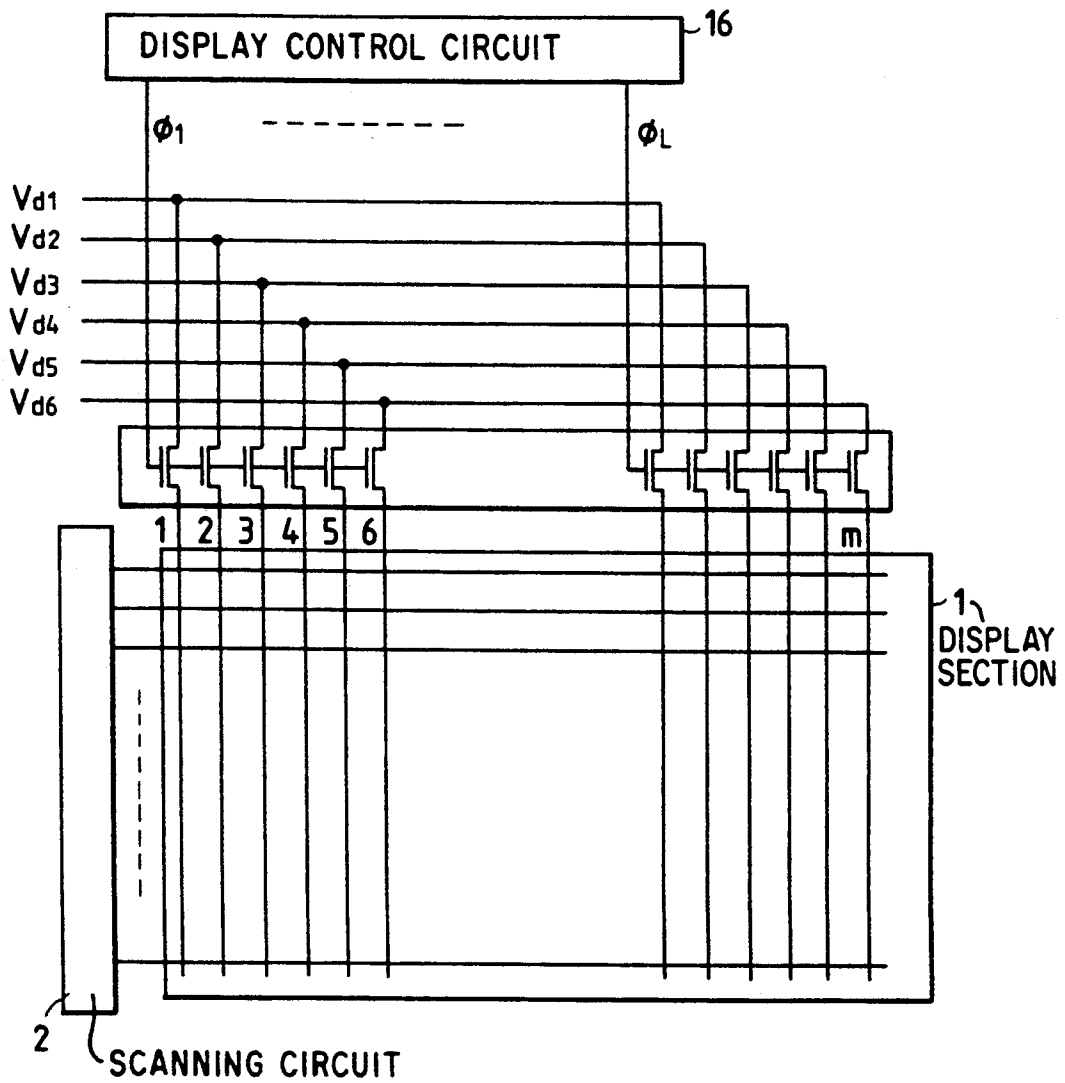 DISPLAY CONTROL CIRCUIT
16
ϕ1
ϕL
Vd1
Vd2
Vd3
Vd4
Vd5
Vd6
1 2 3 4 5 6 m
1
DISPLAY
SECTION
2
SCANNING CIRCUIT